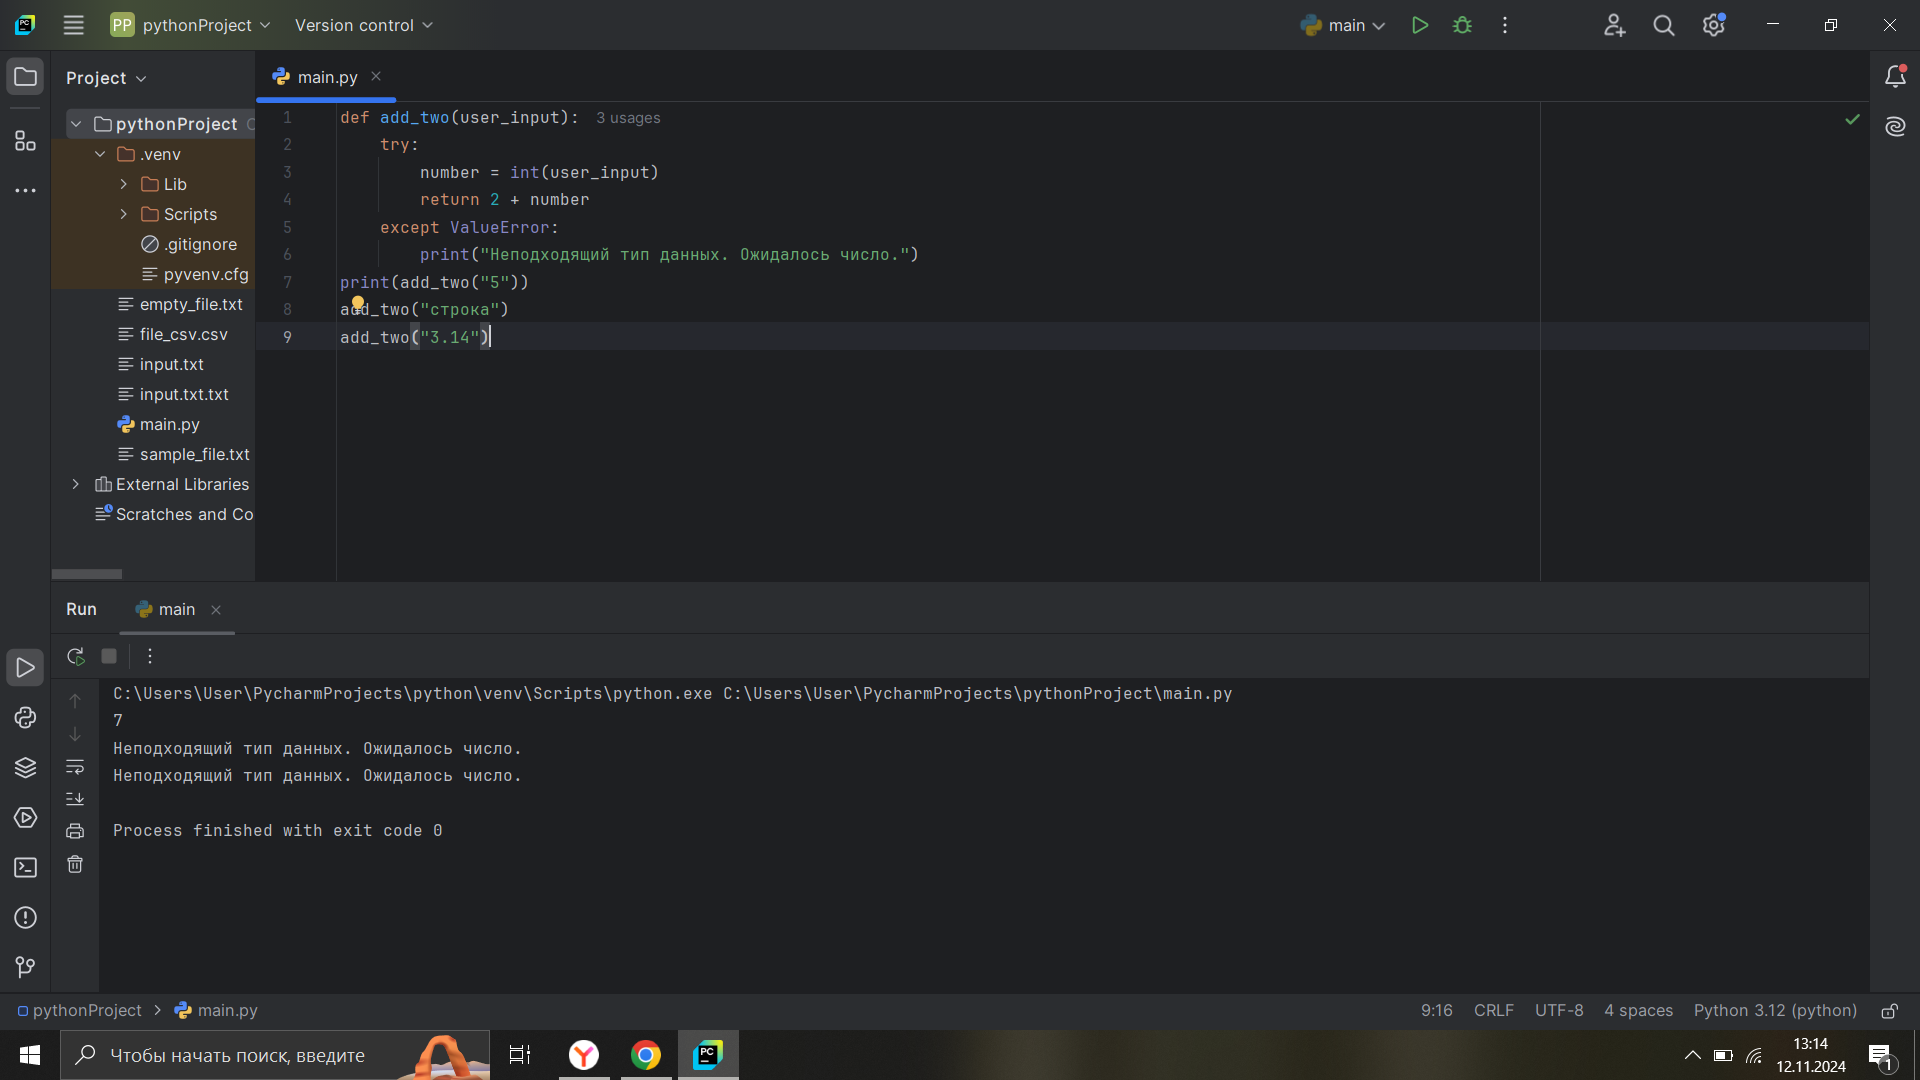 PP pythonProject Version control main
Project
main.py
pythonProject
.venv
Lib
Scripts
.gitignore
pyvenv.cfg
empty_file.txt
file_csv.csv
input.txt
input.txt.txt
main.py
sample_file.txt
External Libraries
Scratches and Co
1 def add_two(user_input): 3 usages
2 try:
3 number = int(user_input)
4 return 2 + number
5 except ValueError:
6 print("Неподходящий тип данных. Ожидалось число.")
7 print(add_two("5"))
8 add_two("строка")
9 add_two("3.14")
Run main
C:\Users\User\PycharmProjects\python\venv\Scripts\python.exe C:\Users\User\PycharmProjects\pythonProject\main.py
7
Неподходящий тип данных. Ожидалось число.
Неподходящий тип данных. Ожидалось число.
Process finished with exit code 0
pythonProject main.py 9:16 CRLF UTF-8 4 spaces Python 3.12 (python)
Чтобы начать поиск, введите
13:14
12.11.2024
1